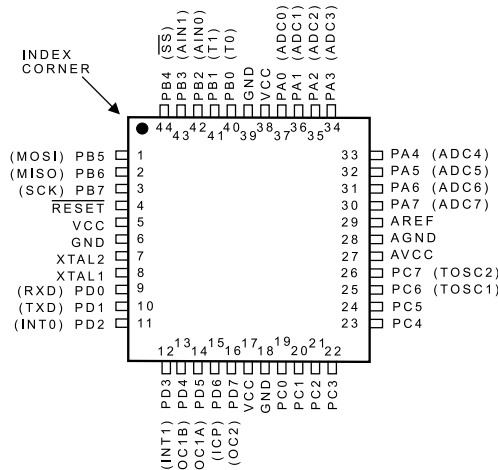 INDEX
CORNER
PB4 (SS)
PB3 (AIN1)
PB2 (AIN0)
PB1 (T1)
PB0 (T0)
GND
VCC
PA0 (ADC0)
PA1 (ADC1)
PA2 (ADC2)
PA3 (ADC3)
44
43
42
41
40
39
38
37
36
35
34
(MOSI) PB5 1
(MISO) PB6 2
(SCK) PB7 3
RESET 4
VCC 5
GND 6
XTAL2 7
XTAL1 8
(RXD) PD0 9
(TXD) PD1 10
(INT0) PD2 11
33 PA4 (ADC4)
32 PA5 (ADC5)
31 PA6 (ADC6)
30 PA7 (ADC7)
29 AREF
28 AGND
27 AVCC
26 PC7 (TOSC2)
25 PC6 (TOSC1)
24 PC5
23 PC4
12
13
14
15
16
17
18
19
20
21
22
(INT1) PD3
OC1B) PD4
OC1A) PD5
(ICP) PD6
(OC2) PD7
VCC
GND
PC0
PC1
PC2
PC3